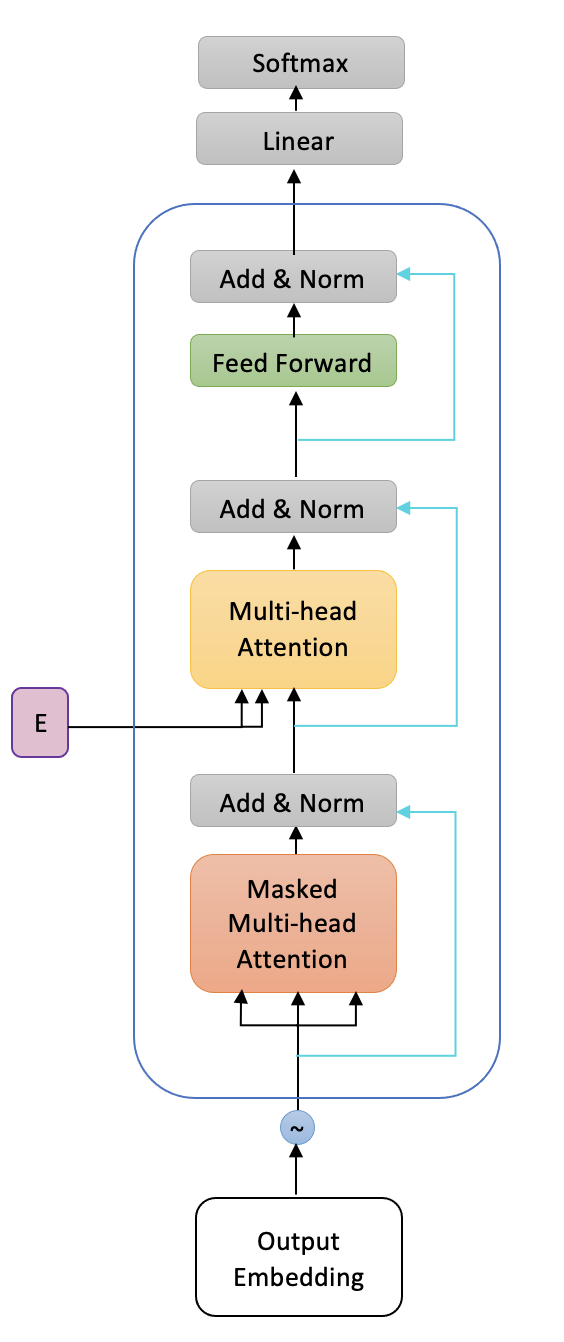 Softmax
Linear
Add & Norm
Feed Forward
Add & Norm
Multi-head
Attention
E
Add & Norm
Masked
Multi-head
Attention
~
Output
Embedding